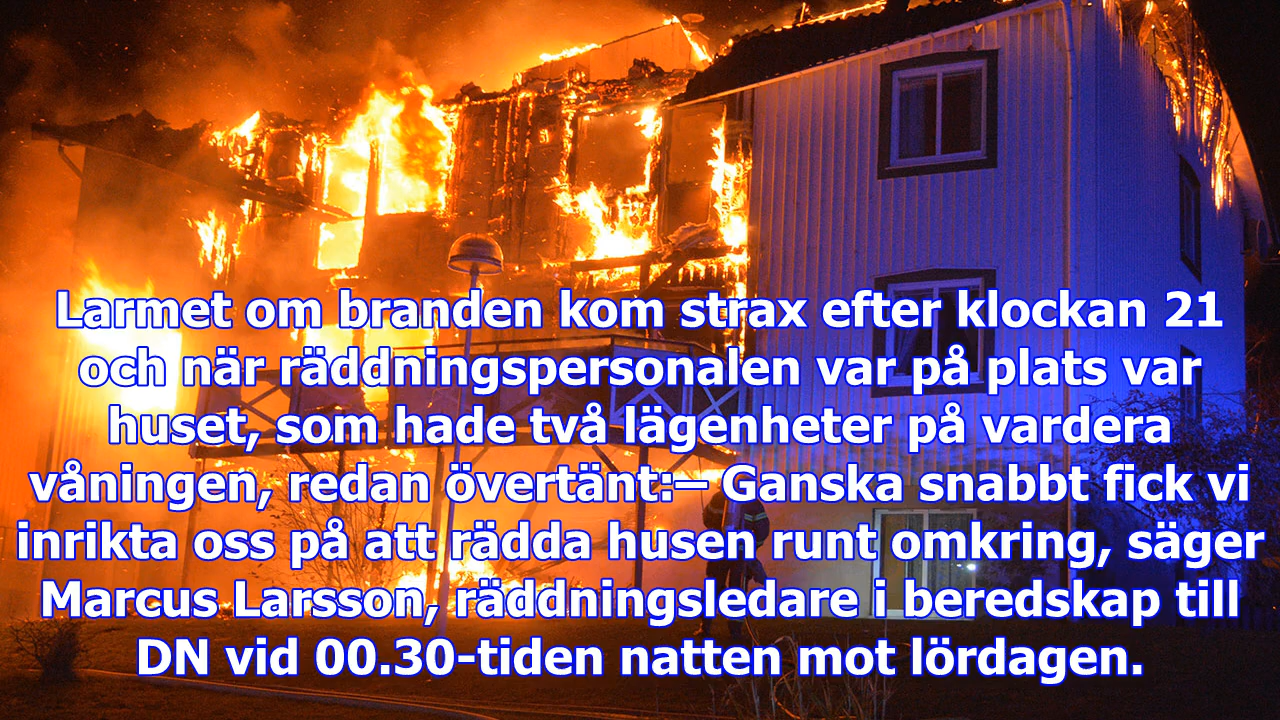 Larmet om branden kom strax efter klockan 21
och när räddningspersonalen var på plats var
huset, som hade två lägenheter på vardera
våningen, redan övertänt:– Ganska snabbt fick vi
inrikta oss på att rädda husen runt omkring, säger
Marcus Larsson, räddningsledare i beredskap till
DN vid 00.30-tiden natten mot lördagen.